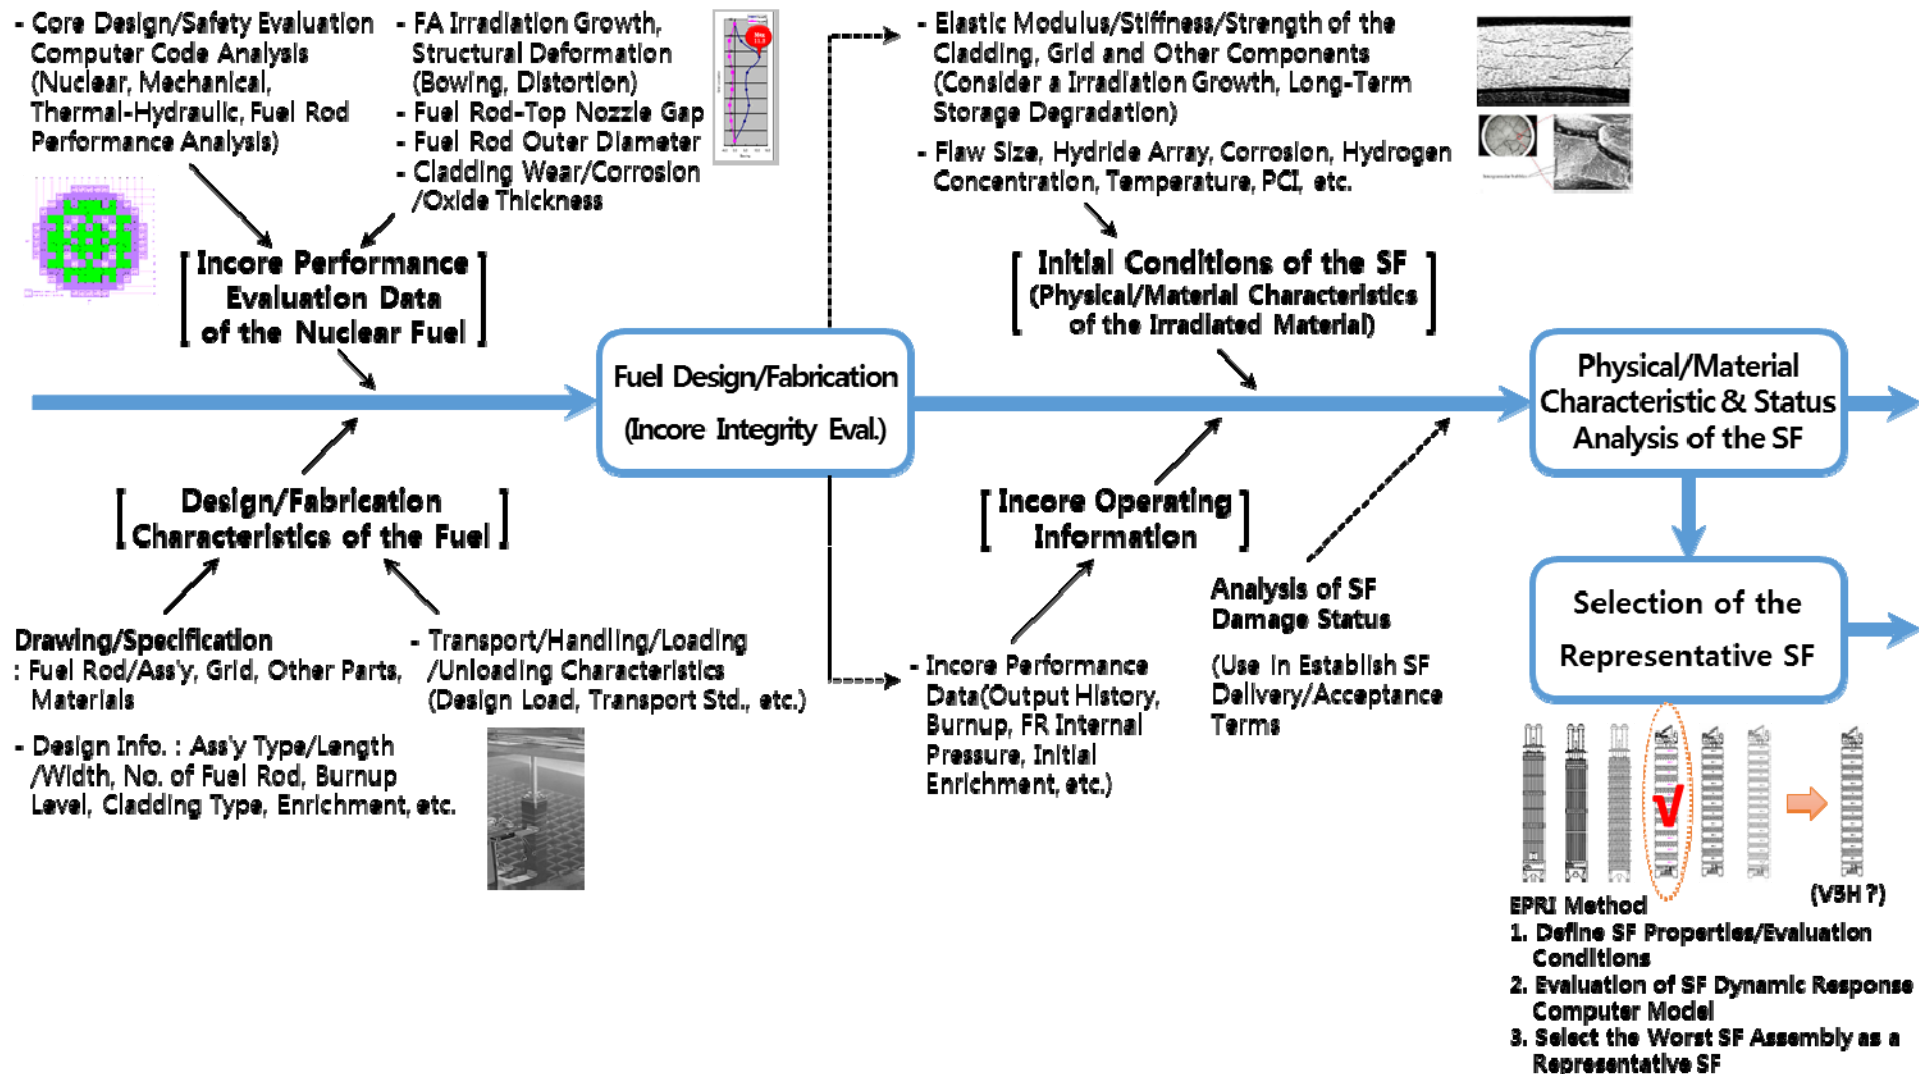 - Core Design/Safety Evaluation
Computer Code Analysis
(Nuclear, Mechanical,
Thermal-Hydraulic, Fuel Rod
Performance Analysis)
- FA Irradiation Growth,
Structural Deformation
(Bowing, Distortion)
- Fuel Rod-Top Nozzle Gap
- Fuel Rod Outer Diameter
- Cladding Wear/Corrosion
/Oxide Thickness
[Incore Performance
Evaluation Data
of the Nuclear Fuel]
Fuel Design/Fabrication
(Incore Integrity Eval.)
[Design/Fabrication
Characteristics of the Fuel]
Drawing/Specification
: Fuel Rod/Ass'y, Grid, Other Parts,
Materials
- Design Info. : Ass'y Type/Length
/Width, No. of Fuel Rod, Burnup
Level, Cladding Type, Enrichment, etc.
- Transport/Handling/Loading
/Unloading Characteristics
(Design Load, Transport Std., etc.)
- Elastic Modulus/Stiffness/Strength of the
Cladding, Grid and Other Components
(Consider a Irradiation Growth, Long-Term
Storage Degradation)
- Flaw Size, Hydride Array, Corrosion, Hydrogen
Concentration, Temperature, PCI, etc.
[Initial Conditions of the SF
(Physical/Material Characteristics
of the Irradiated Material)]
[Incore Operating
Information]
- Incore Performance
Data(Output History,
Burnup, FR Internal
Pressure, Initial
Enrichment, etc.)
Analysis of SF
Damage Status
(Use in Establish SF
Delivery/Acceptance
Terms
Physical/Material
Characteristic & Status
Analysis of the SF
Selection of the
Representative SF
√
(V5H ?)
EPRI Method
1. Define SF Properties/Evaluation
Conditions
2. Evaluation of SF Dynamic Response
Computer Model
3. Select the Worst SF Assembly as a
Representative SF